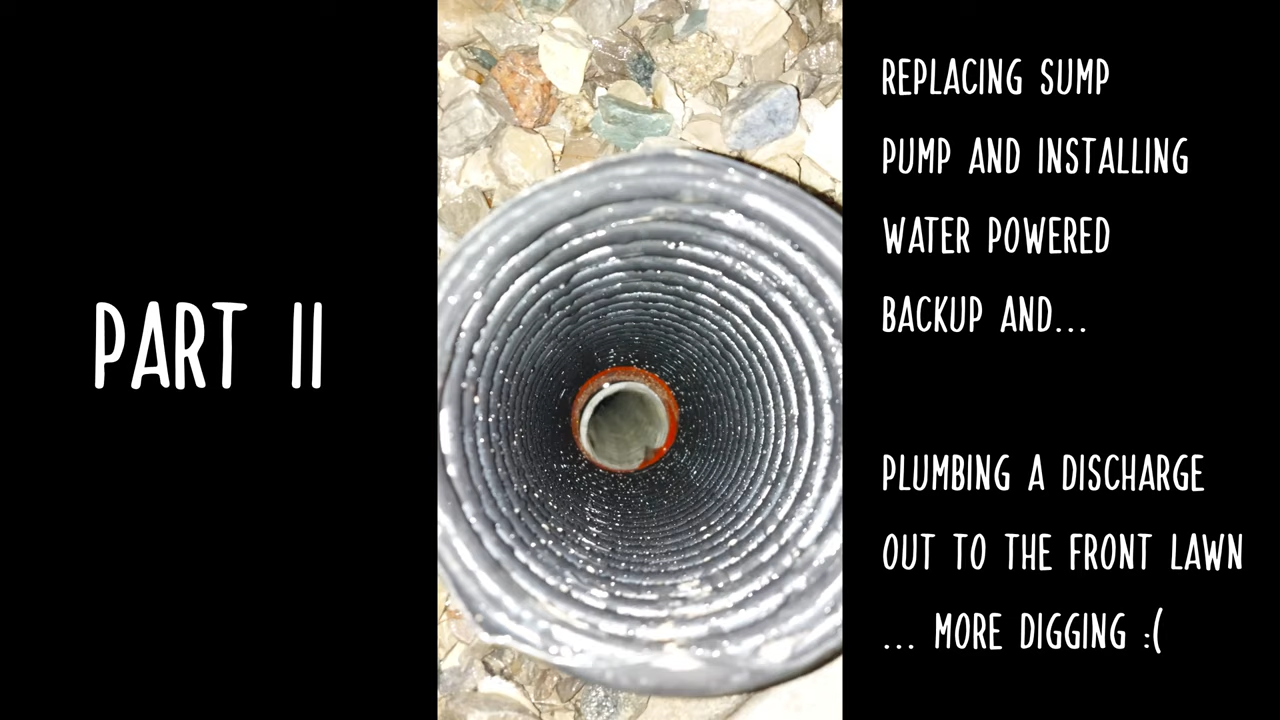 PART II
REPLACING SUMP
PUMP AND INSTALLING
WATER POWERED
BACKUP AND...
PLUMBING A DISCHARGE
OUT TO THE FRONT LAWN
... MORE DIGGING :(